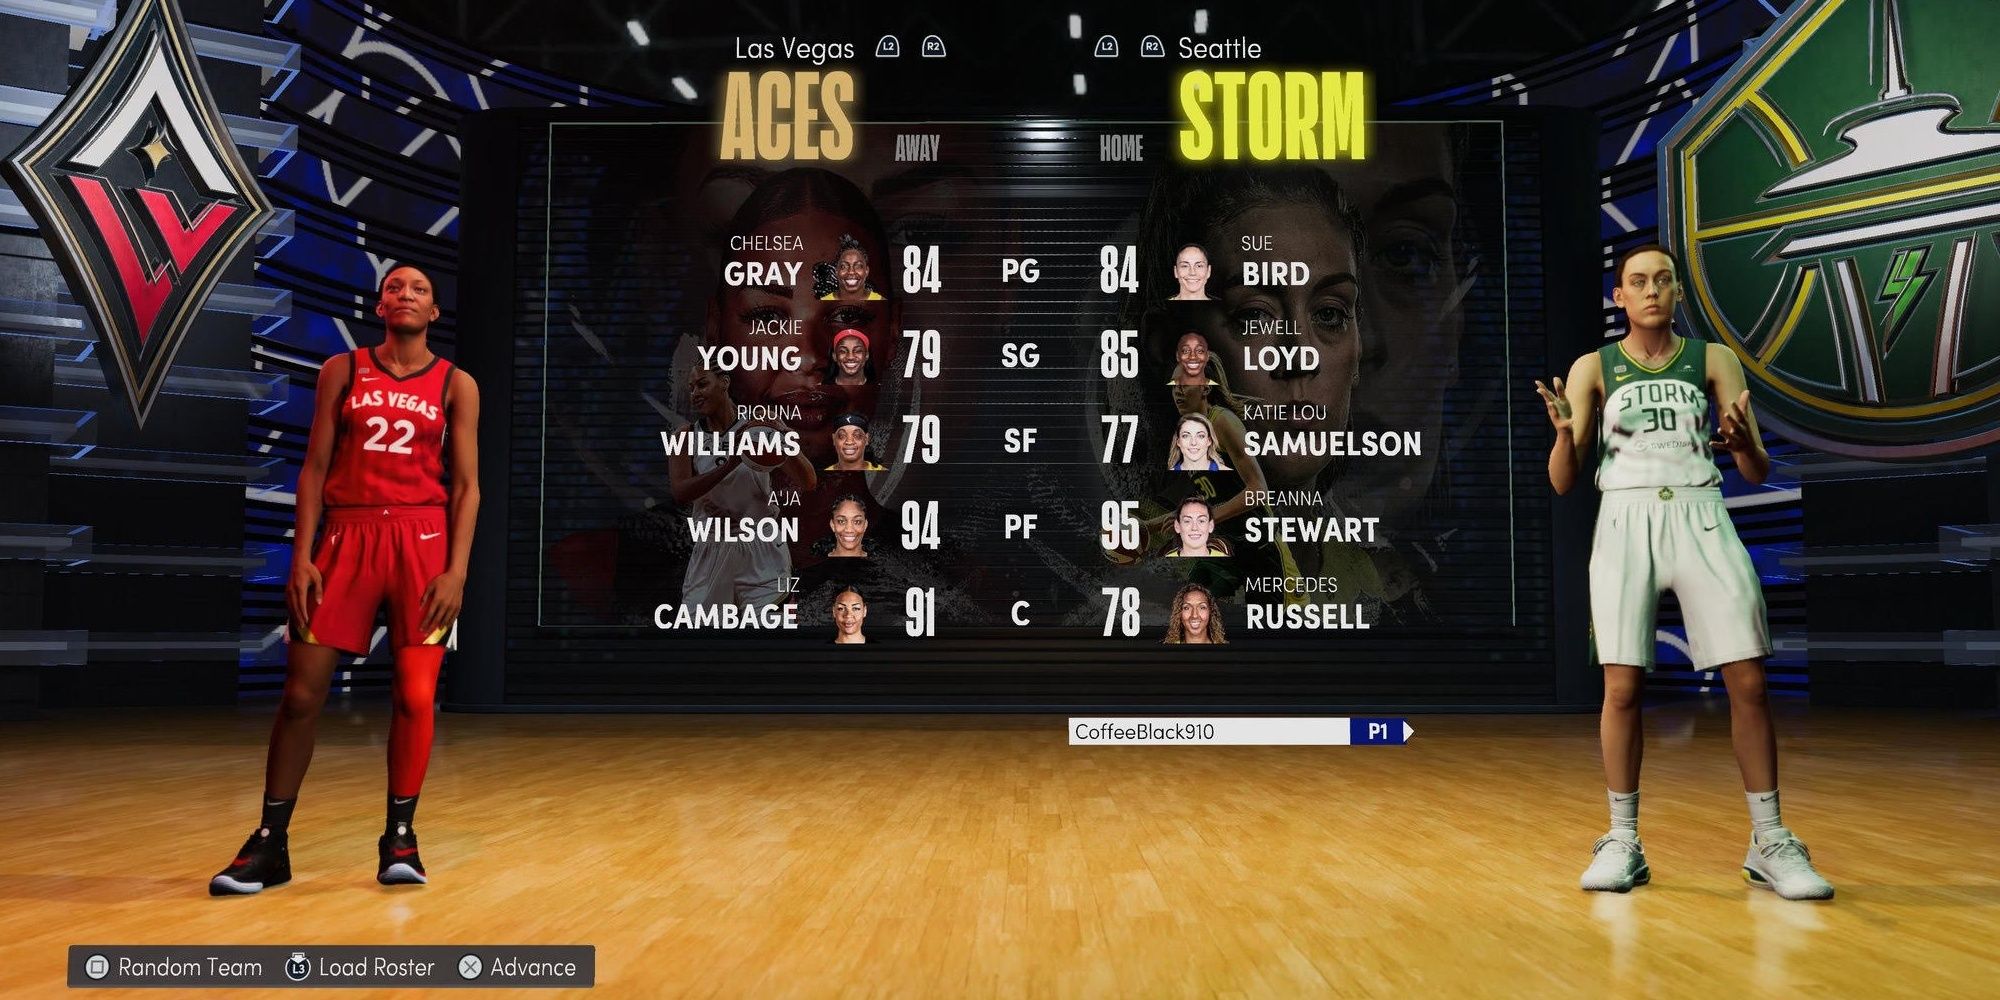 Las Vegas L2 R2
ACES
AWAY
L2 R2 Seattle
STORM
HOME
CHELSEA
GRAY 84 PG 84 SUE
BIRD
JACKIE
YOUNG 79 SG 85 JEWELL
LOYD
RIQUNA
WILLIAMS 79 SF 77 KATIE LOU
SAMUELSON
A'JA
WILSON 94 PF 95 BREANNA
STEWART
LIZ
CAMBAGE 91 C 78 MERCEDES
RUSSELL
LAS VEGAS
22
STORM
30
LV
30
CoffeeBlack910 P1
Random Team L3 Load Roster Advance